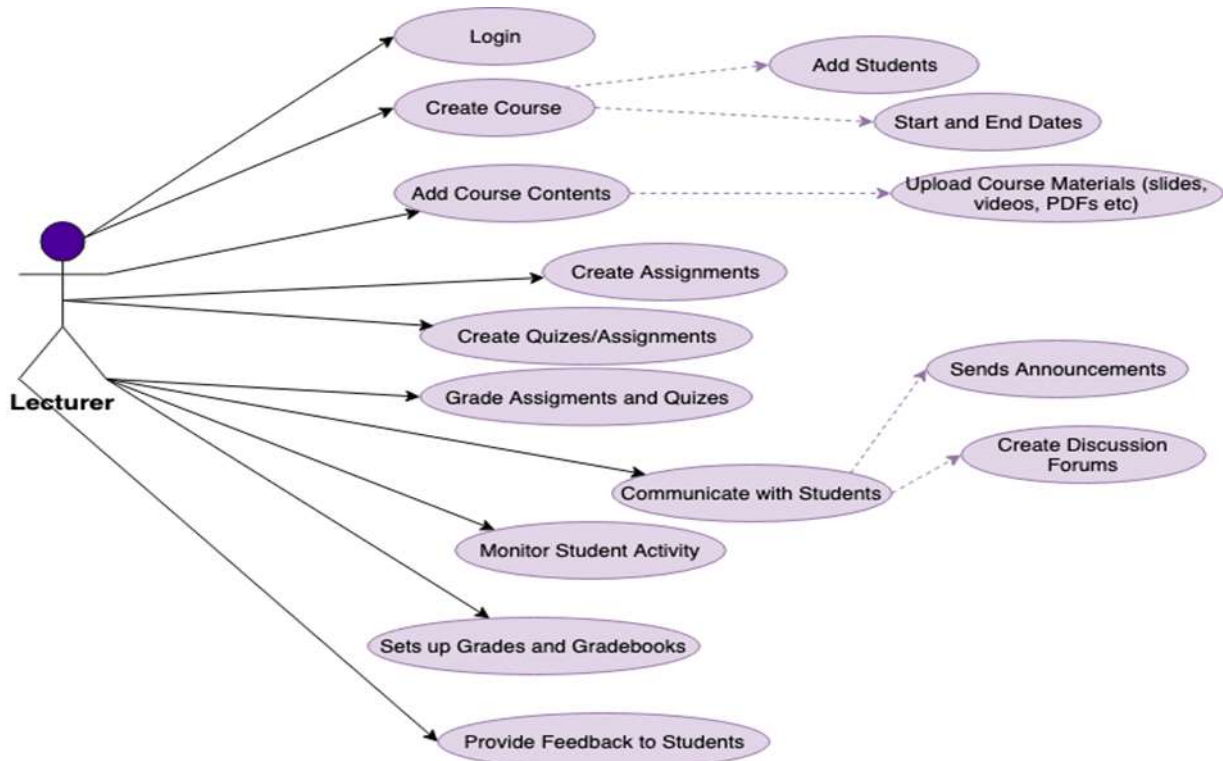 Login
Add Students
Create Course
Start and End Dates
Add Course Contents
Upload Course Materials (slides,
videos, PDFs etc)
Create Assignments
Create Quizes/Assignments
Lecturer
Grade Assigments and Quizes
Sends Announcements
Create Discussion
Forums
Communicate with Students
Monitor Student Activity
Sets up Grades and Gradebooks
Provide Feedback to Students